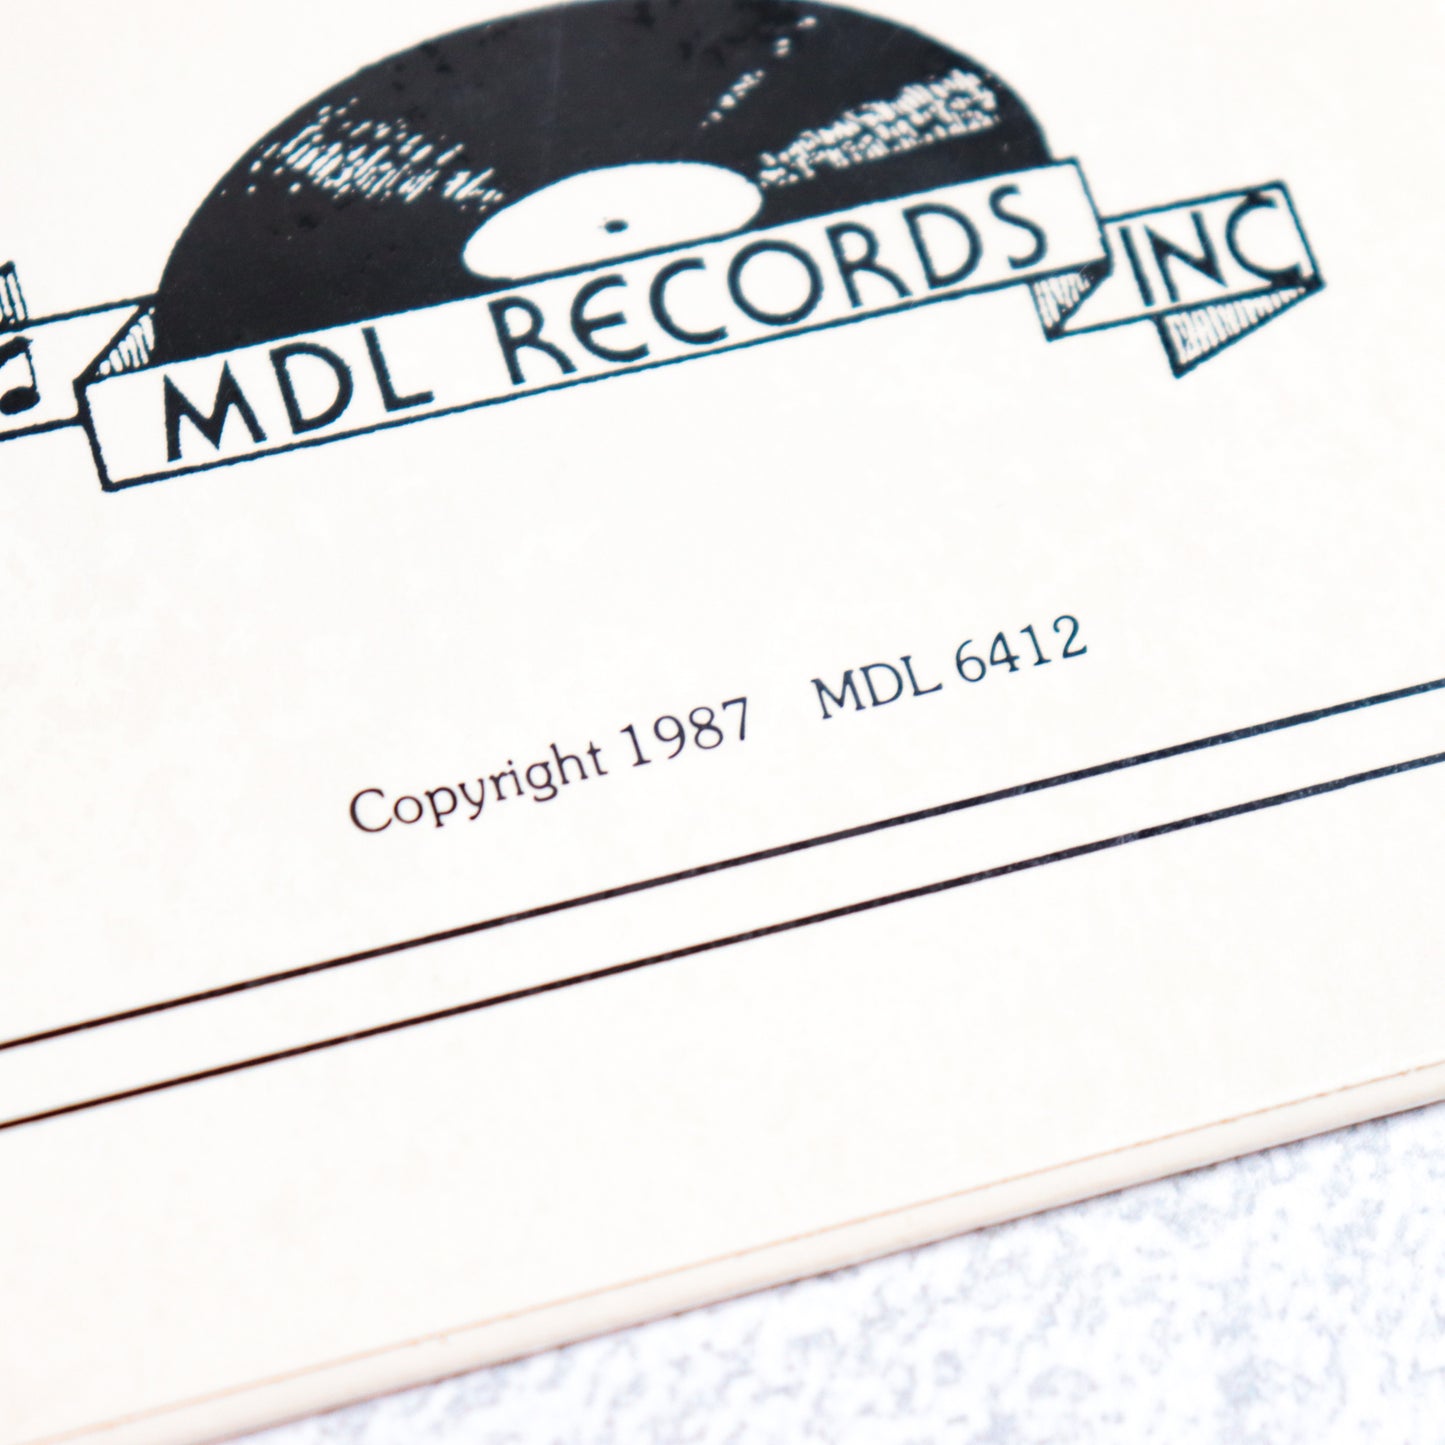 MDL RECORDS INC
Copyright 1987 MDL 6412